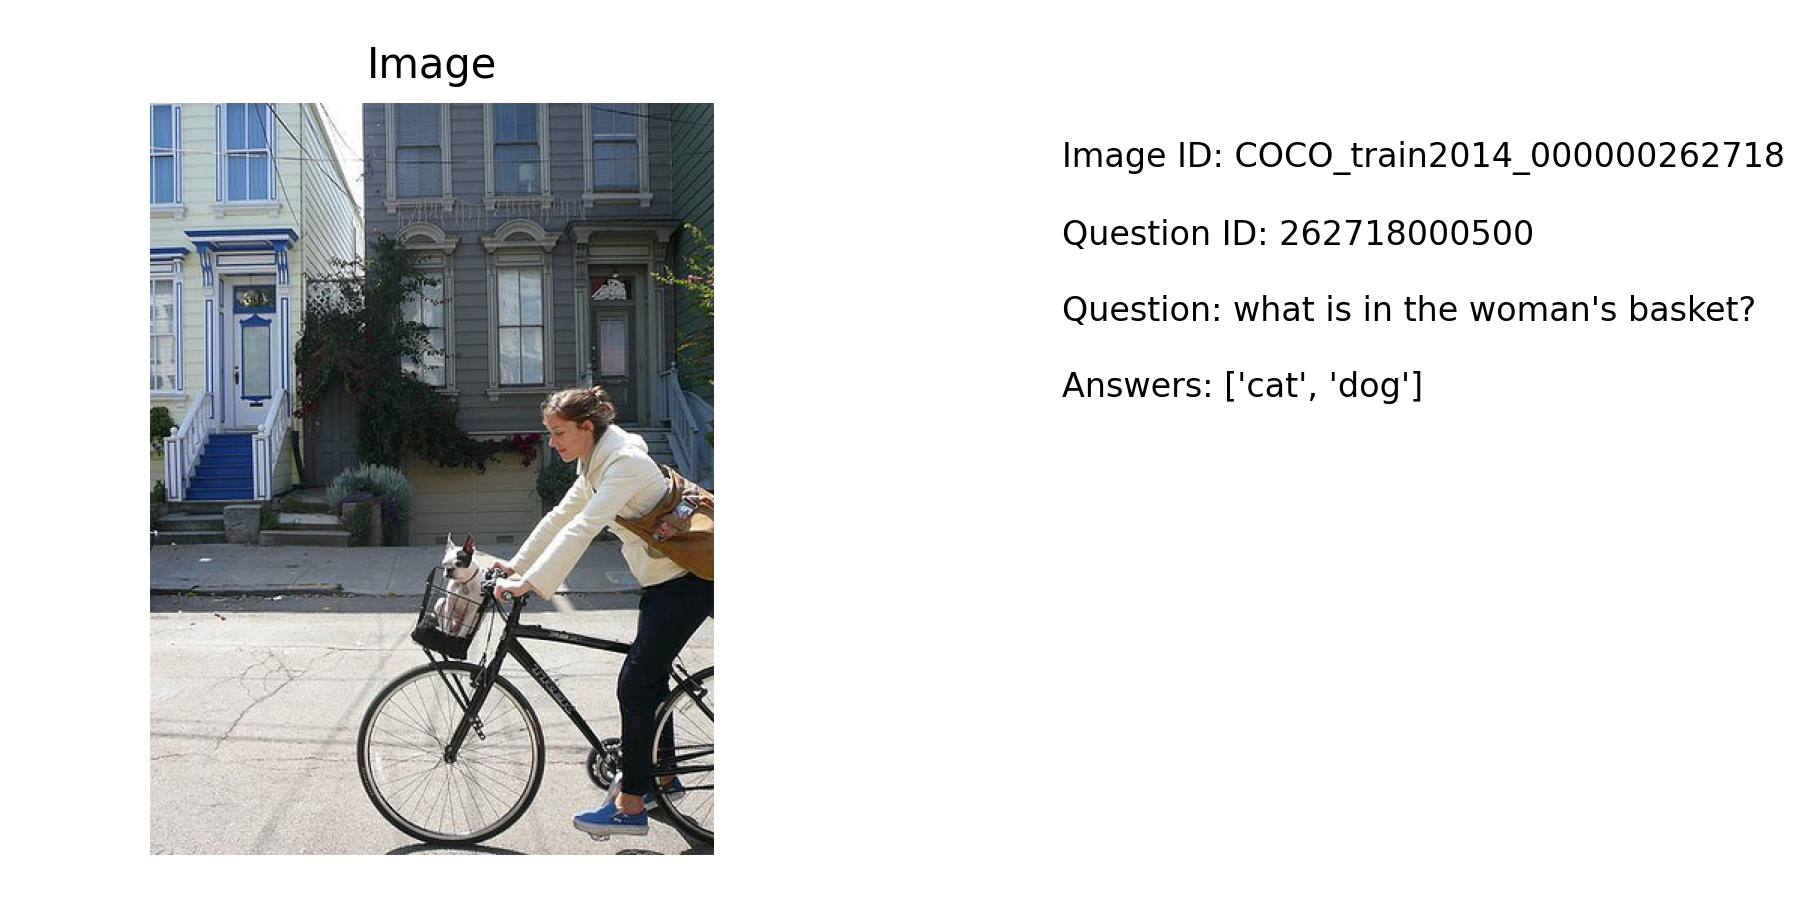 Image
Image ID: COCO_train2014_000000262718
Question ID: 262718000500
Question: what is in the woman's basket?
Answers: ['cat', 'dog']